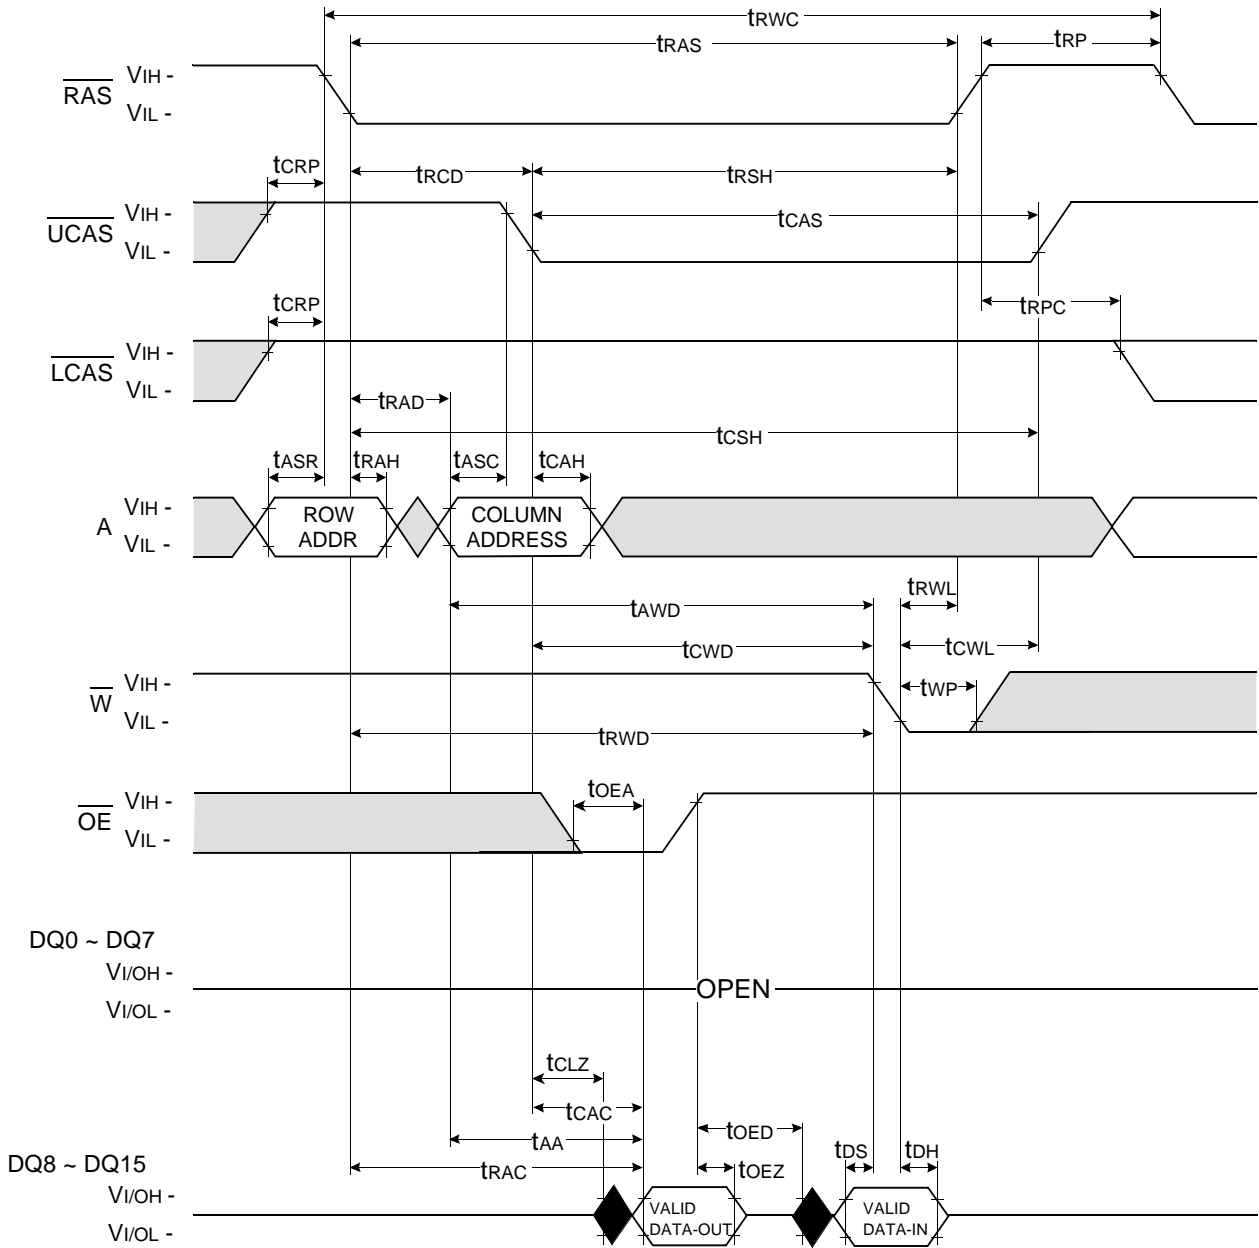 tRWC
tRAS
tRP
RAS
VIH -
VIL -
tCRP
tRCD
tRSH
UCAS
VIH -
VIL -
tCAS
tCRP
tRPC
LCAS
VIH -
VIL -
tRAD
tCSH
tASR
tRAH
tASC
tCAH
A
VIH -
VIL -
ROW
ADDR
COLUMN
ADDRESS
tRWL
tAWD
tCWD
tCWL
W
VIH -
VIL -
tWP
tRWD
OE
VIH -
VIL -
tOEA
DQ0 ~ DQ7
VI/OH -
VI/OL -
OPEN
tCLZ
tCAC
tOED
tAA
tDS
tDH
tRAC
tOEZ
DQ8 ~ DQ15
VI/OH -
VI/OL -
VALID
DATA-OUT
VALID
DATA-IN